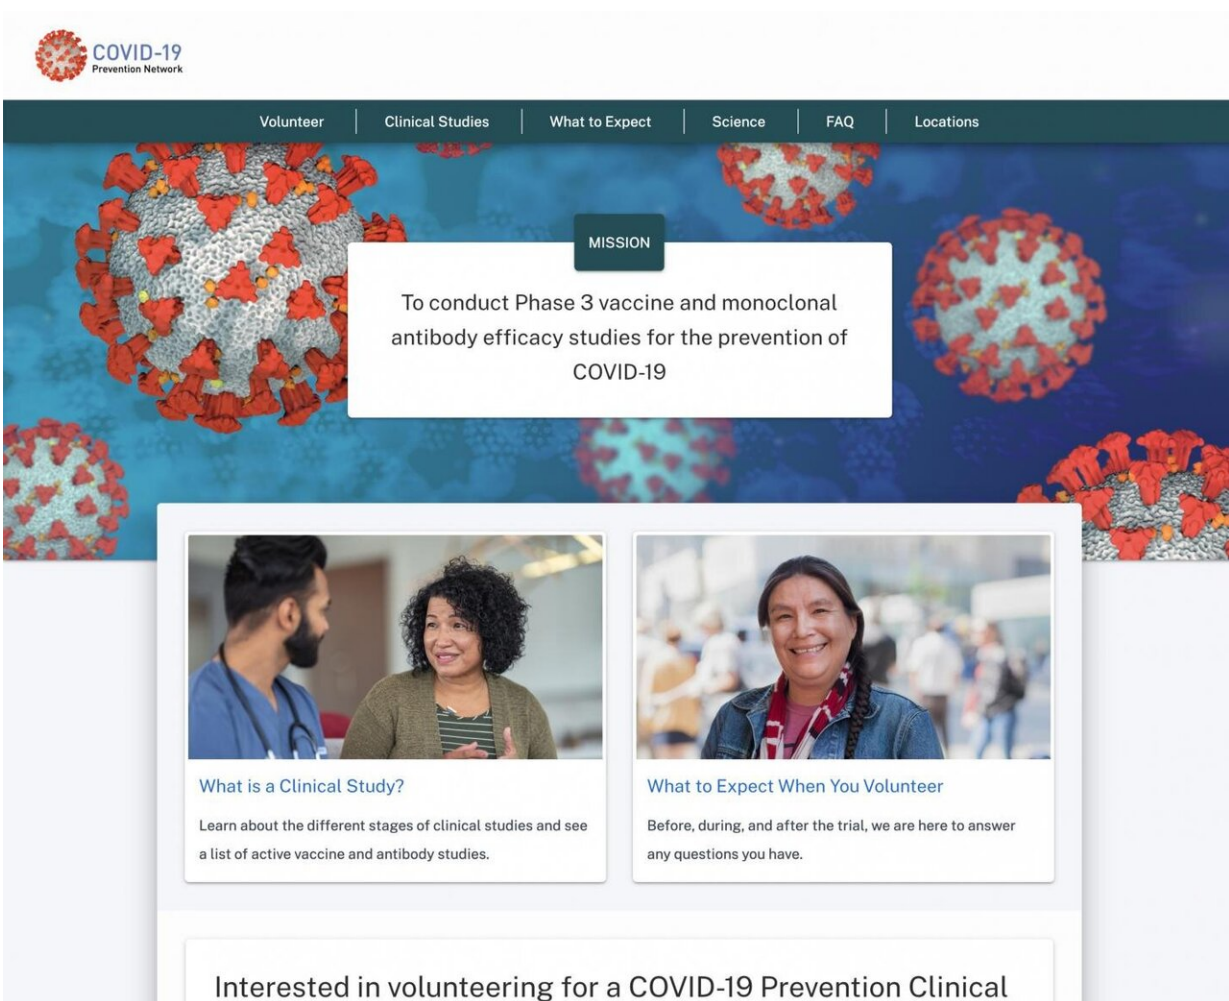 COVID-19
Prevention Network
Volunteer
Clinical Studies
What to Expect
Science
FAQ
Locations
MISSION
To conduct Phase 3 vaccine and monoclonal
antibody efficacy studies for the prevention of
COVID-19
What is a Clinical Study?
Learn about the different stages of clinical studies and see
a list of active vaccine and antibody studies.
What to Expect When You Volunteer
Before, during, and after the trial, we are here to answer
any questions you have.
Interested in volunteering for a COVID-19 Prevention Clinical